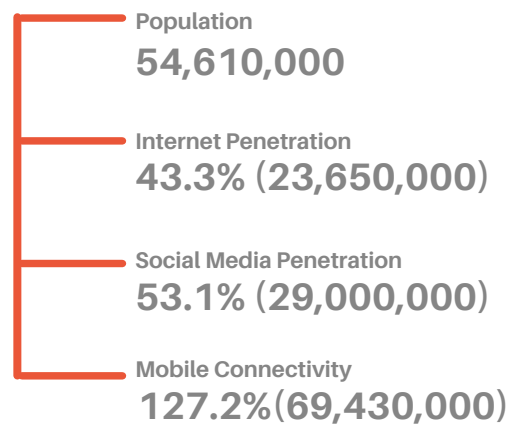 Population
54,610,000
Internet Penetration
43.3% (23,650,000)
Social Media Penetration
53.1% (29,000,000)
Mobile Connectivity
127.2%(69,430,000)